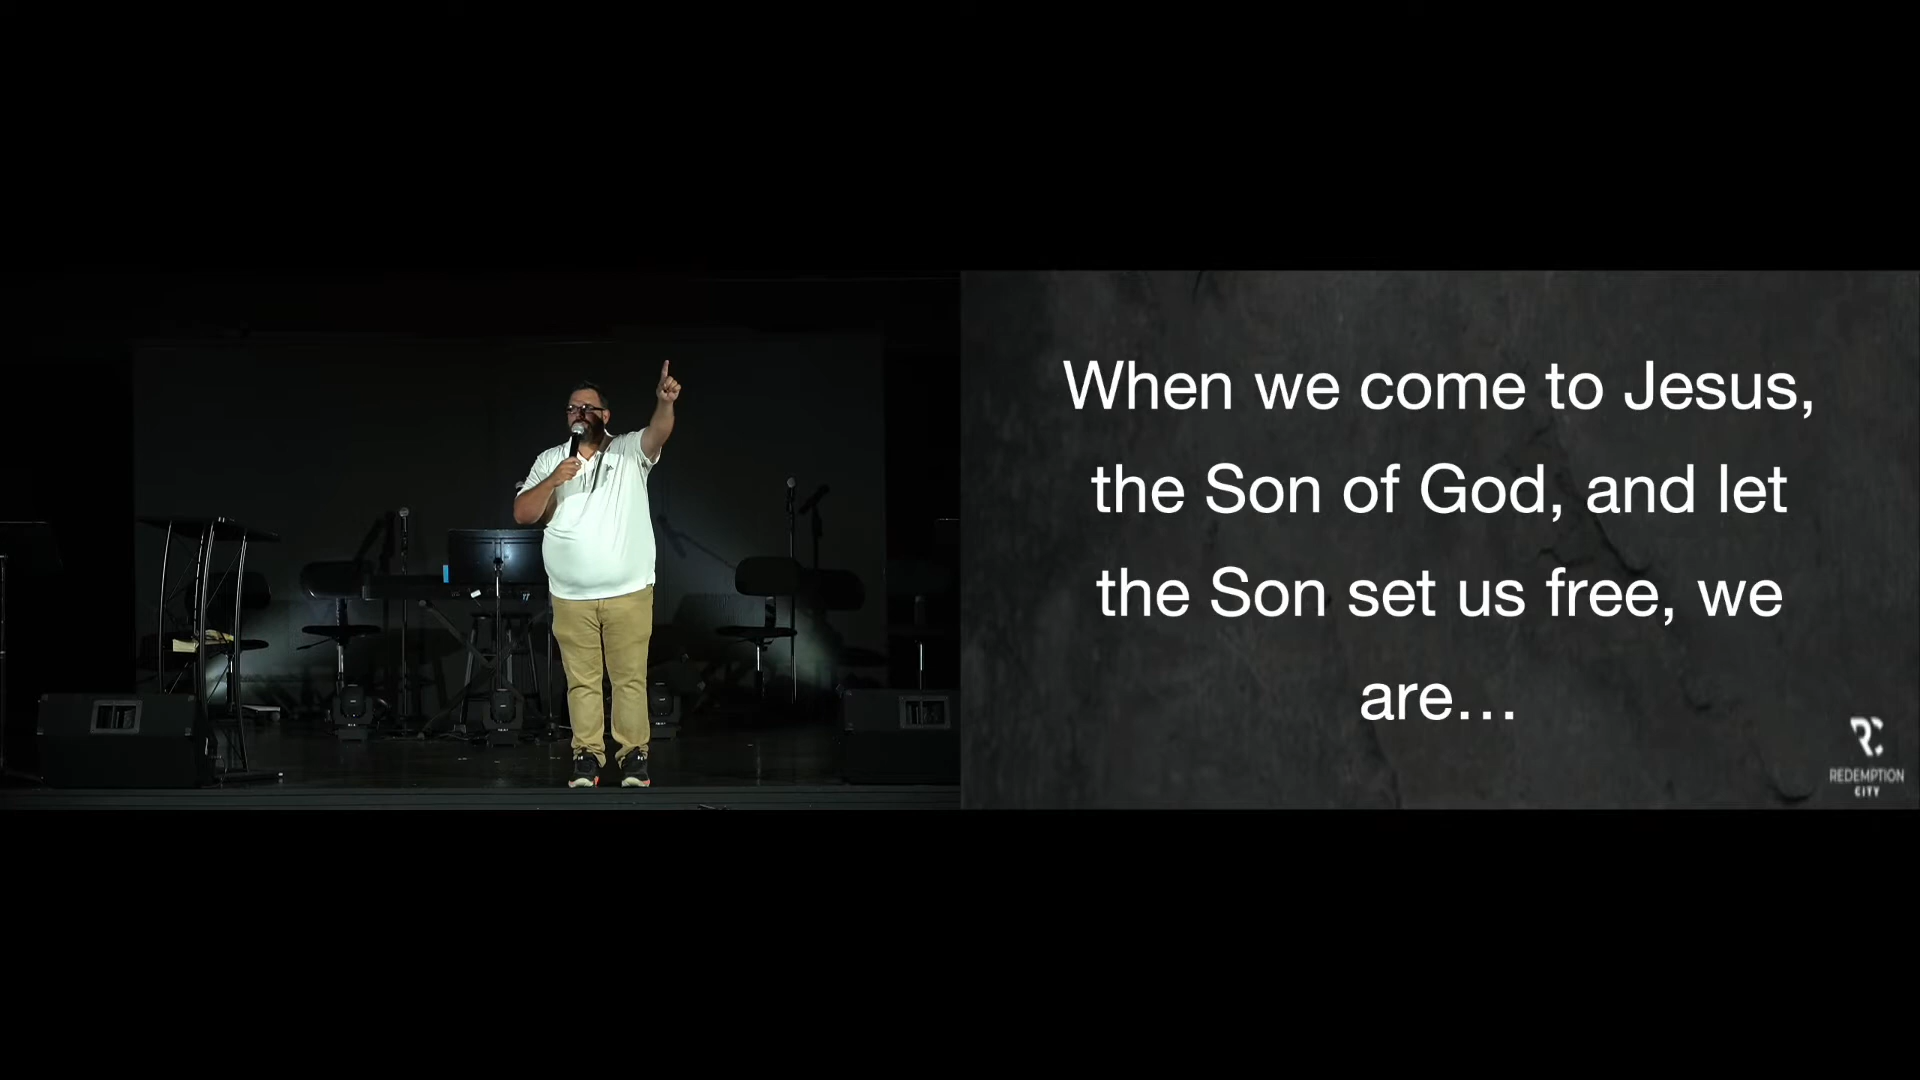 When we come to Jesus,
the Son of God, and let
the Son set us free, we
are…
RC
REDEMPTION
CITY